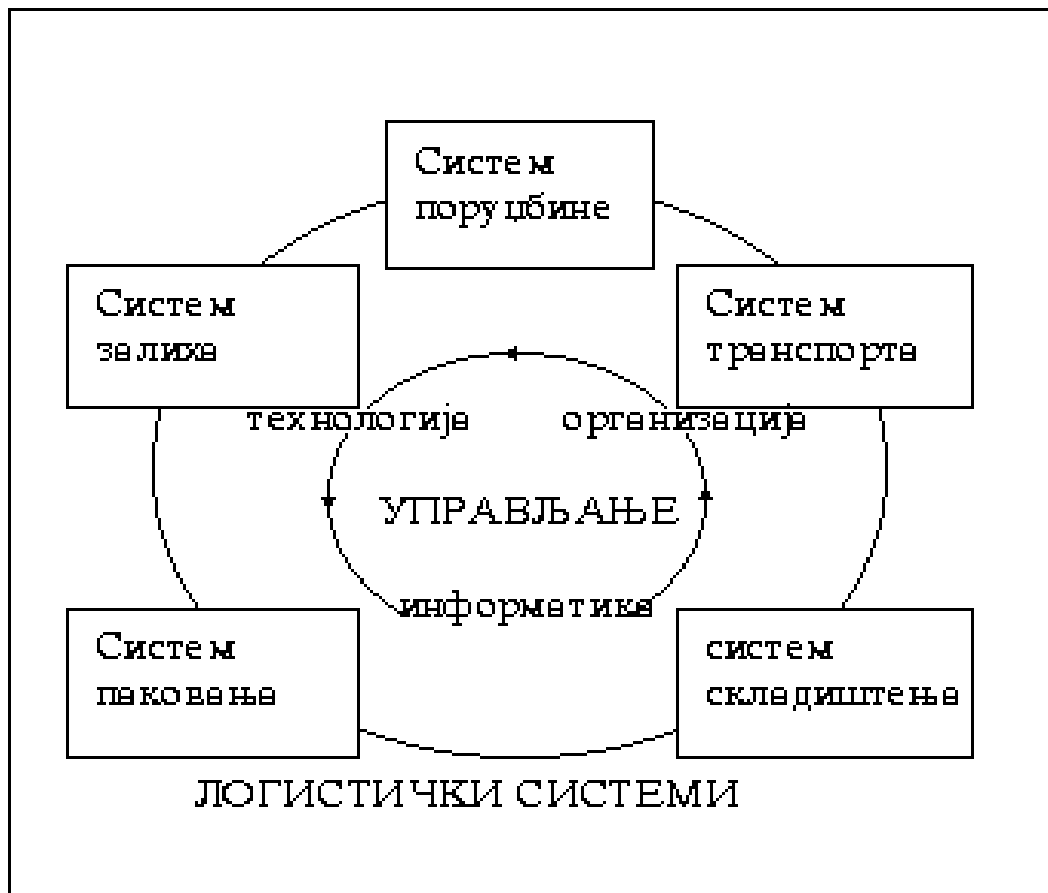 Систем
поруџбине
Систем
залиха
Систем
транспорта
технологија
организација
УПРАВЉАЊЕ
информатика
Систем
паковања
систем
складиштења
ЛОГИСТИЧКИ СИСТЕМИ